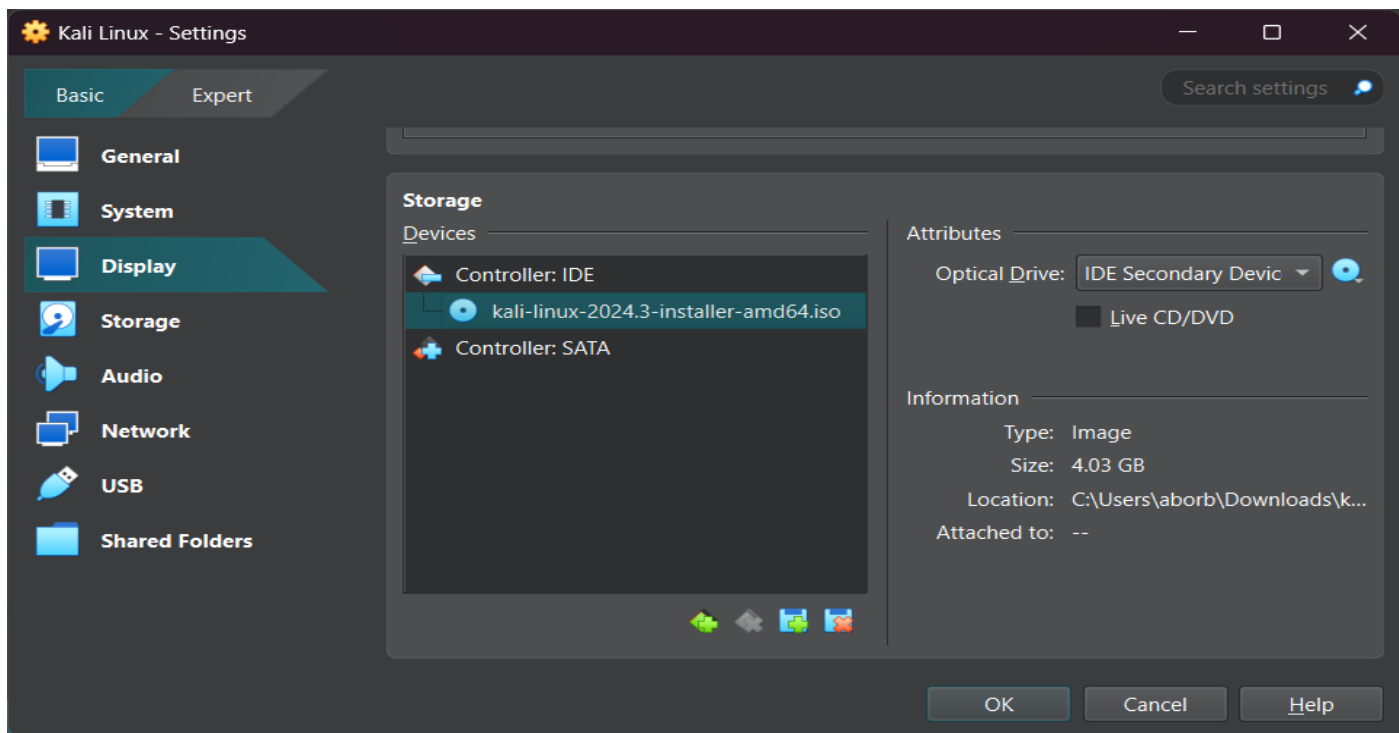 Kali Linux - Settings
Basic
Expert
Search settings
General
System
Display
Storage
Audio
Network
USB
Shared Folders
Storage
Devices
Controller: IDE
kali-linux-2024.3-installer-amd64.iso
Controller: SATA
Attributes
Optical Drive: IDE Secondary Devic
Live CD/DVD
Information
Type: Image
Size: 4.03 GB
Location: C:\Users\aborb\Downloads\k...
Attached to: --
OK
Cancel
Help